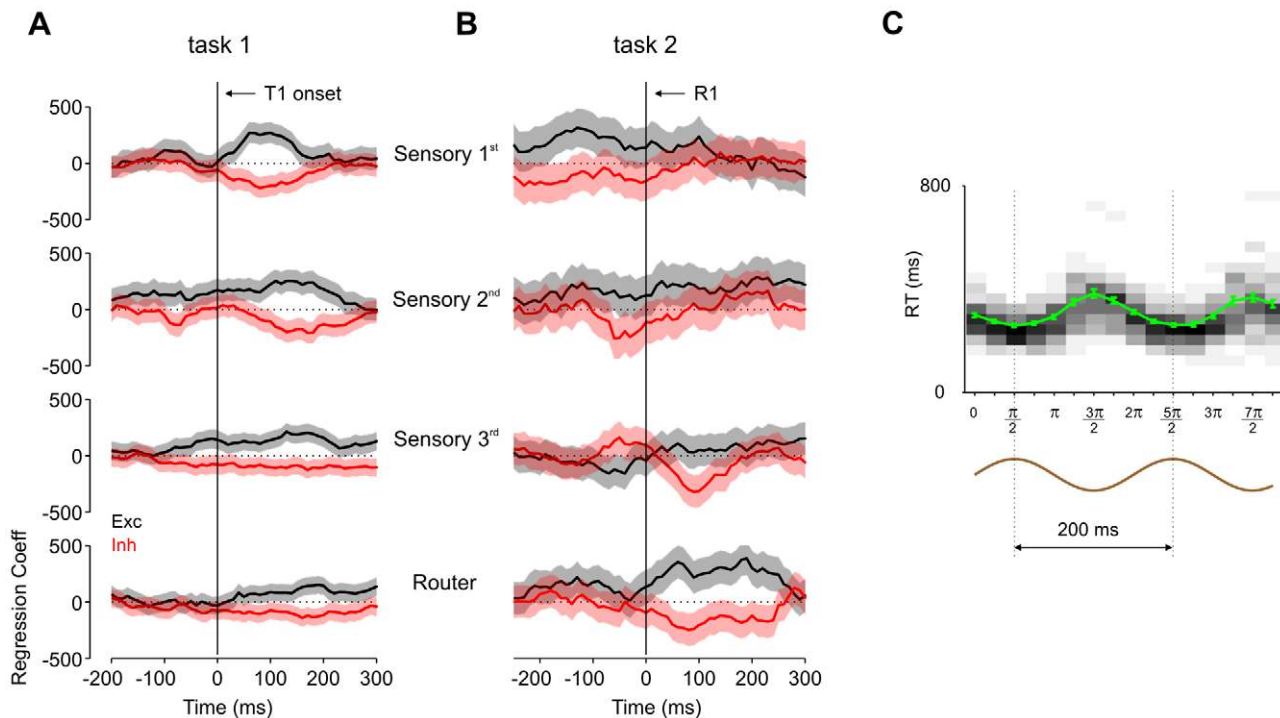 A
task 1
T1 onset
500
0
-500
500
0
-500
500
0
-500
Exc
Inh
500
0
-500
Regression Coeff
-200 -100 0 100 200 300
Time (ms)
Sensory 1st
Sensory 2nd
Sensory 3rd
Router
B
task 2
R1
-200 -100 0 100 200 300
Time (ms)
C
800
RT (ms)
0
0 π/2 π 3π/2 2π 5π/2 3π 7π/2
200 ms